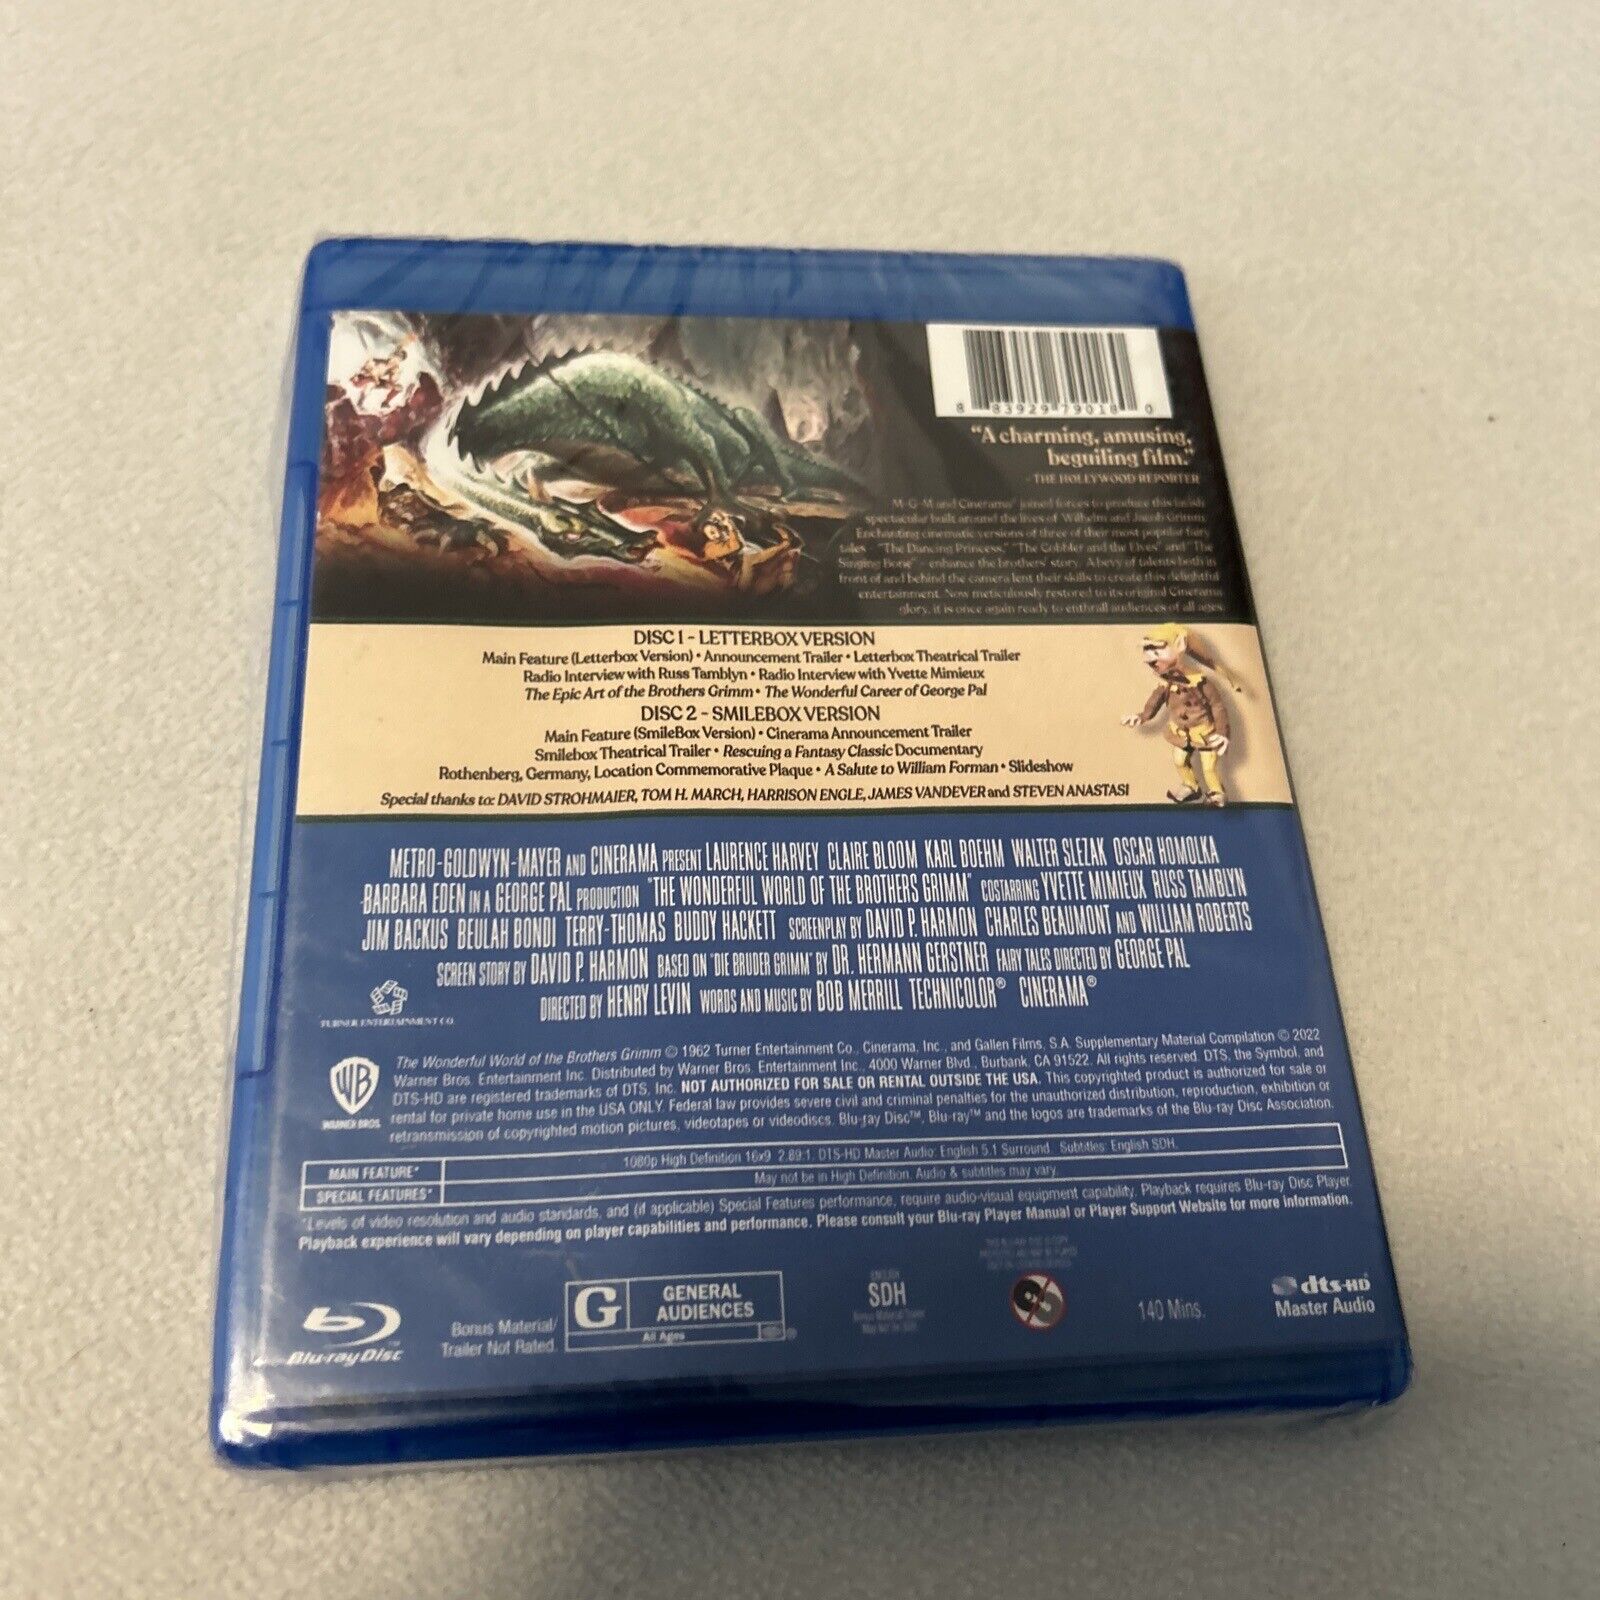 8 83929 79018 0
"A charming, amusing,
beguiling film."
- THE HOLLYWOOD REPORTER
M-G-M and Cinerama joined forces to produce this lavish
spectacular built around the lives of Wilhelm and Jacob Grimm.
Enchanting cinematic versions of three of their most popular fairy
tales - "The Dancing Princess," "The Cobbler and the Elves" and "The
Singing Bone" - enhance the brothers' story. A bevy of talents both in
front of and behind the camera lent their skills to create this delightful
entertainment. Now meticulously restored to its original Cinerama
glory, it is once again ready to enthrall audiences of all ages.
DISC 1 - LETTERBOX VERSION
Main Feature (Letterbox Version) • Announcement Trailer • Letterbox Theatrical Trailer
Radio Interview with Russ Tamblyn • Radio Interview with Yvette Mimieux
The Epic Art of the Brothers Grimm • The Wonderful Career of George Pal
DISC 2 - SMILEBOX VERSION
Main Feature (SmileBox Version) • Cinerama Announcement Trailer
Smilebox Theatrical Trailer • Rescuing a Fantasy Classic Documentary
Rothenberg, Germany, Location Commemorative Plaque • A Salute to William Forman • Slideshow
Special thanks to: DAVID STROHMAIER, TOM H. MARCH, HARRISON ENGLE, JAMES VANDEVER and STEVEN ANASTASI
METRO-GOLDWYN-MAYER AND CINERAMA PRESENT LAURENCE HARVEY CLAIRE BLOOM KARL BOEHM WALTER SLEZAK OSCAR HOMOLKA
BARBARA EDEN IN A GEORGE PAL PRODUCTION "THE WONDERFUL WORLD OF THE BROTHERS GRIMM" COSTARRING YVETTE MIMIEUX RUSS TAMBLYN
JIM BACKUS BEULAH BONDI TERRY-THOMAS BUDDY HACKETT SCREENPLAY BY DAVID P. HARMON CHARLES BEAUMONT AND WILLIAM ROBERTS
SCREEN STORY BY DAVID P. HARMON BASED ON "DIE BRUDER GRIMM" BY DR. HERMANN GERSTNER FAIRY TALES DIRECTED BY GEORGE PAL
DIRECTED BY HENRY LEVIN WORDS AND MUSIC BY BOB MERRILL TECHNICOLOR® CINERAMA®
TURNER ENTERTAINMENT CO.
The Wonderful World of the Brothers Grimm © 1962 Turner Entertainment Co., Cinerama, Inc., and Gallen Films, S.A. Supplementary Material Compilation © 2022
Warner Bros. Entertainment Inc. Distributed by Warner Bros. Entertainment Inc., 4000 Warner Blvd., Burbank, CA 91522. All rights reserved. DTS, the Symbol, and
DTS-HD are registered trademarks of DTS, Inc. NOT AUTHORIZED FOR SALE OR RENTAL OUTSIDE THE USA. This copyrighted product is authorized for sale or
rental for private home use in the USA ONLY. Federal law provides severe civil and criminal penalties for the unauthorized distribution, reproduction, exhibition or
retransmission of copyrighted motion pictures, videotapes or videodiscs. Blu-ray Disc™, Blu-ray™ and the logos are trademarks of the Blu-ray Disc Association.
WB
WARNER BROS.
MAIN FEATURE* 1080p High Definition 16x9 2.89:1, DTS-HD Master Audio: English 5.1 Surround. Subtitles: English SDH.
SPECIAL FEATURES* May not be in High Definition. Audio & subtitles may vary.
*Levels of video resolution and audio standards, and (if applicable) Special Features performance, require audio-visual equipment capability. Playback requires Blu-ray Disc Player.
Playback experience will vary depending on player capabilities and performance. Please consult your Blu-ray Player Manual or Player Support Website for more information.
Blu-ray Disc™
Bonus Material/
Trailer Not Rated.
G GENERAL
AUDIENCES
All Ages
ENGLISH
SDH
140 Mins.
dts-HD
Master Audio